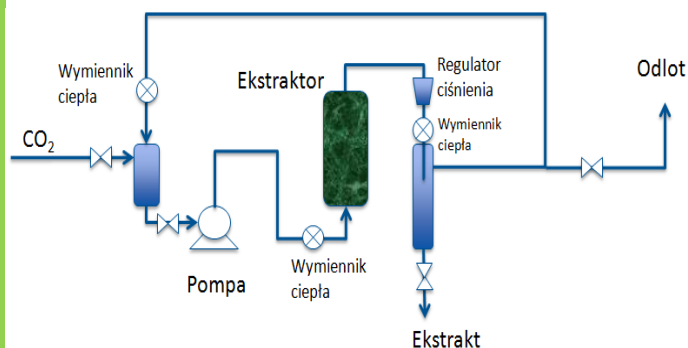 Wymiennik
ciepła
Ekstraktor
Regulator
ciśnienia
Odlot
CO₂
Wymiennik
ciepła
Pompa
Wymiennik
ciepła
Ekstrakt